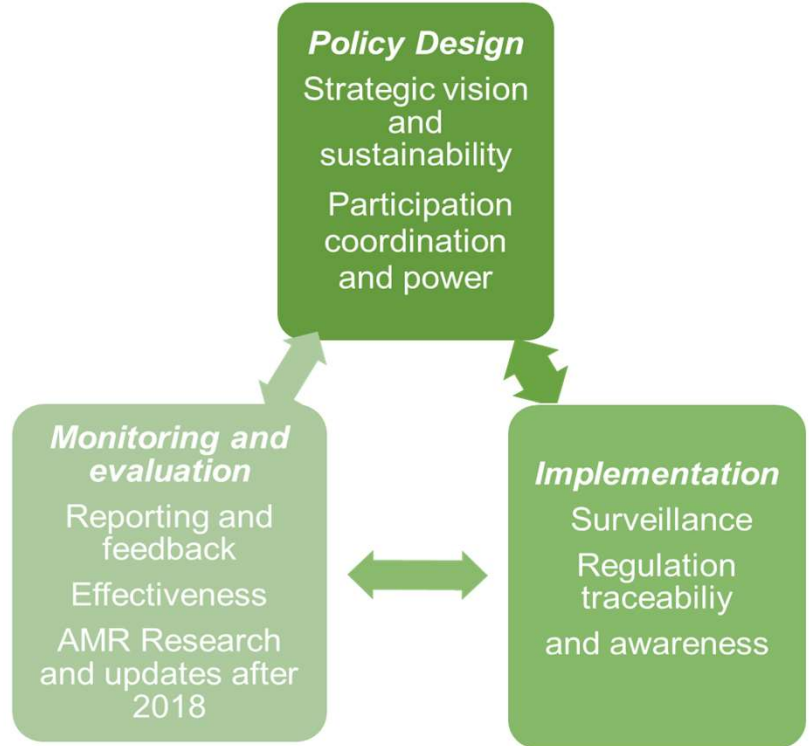 Policy Design
Strategic vision
and
sustainability
Participation
coordination
and power
Monitoring and
evaluation
Reporting and
feedback
Effectiveness
AMR Research
and updates after
2018
Implementation
Surveillance
Regulation
traceabiliy
and awareness